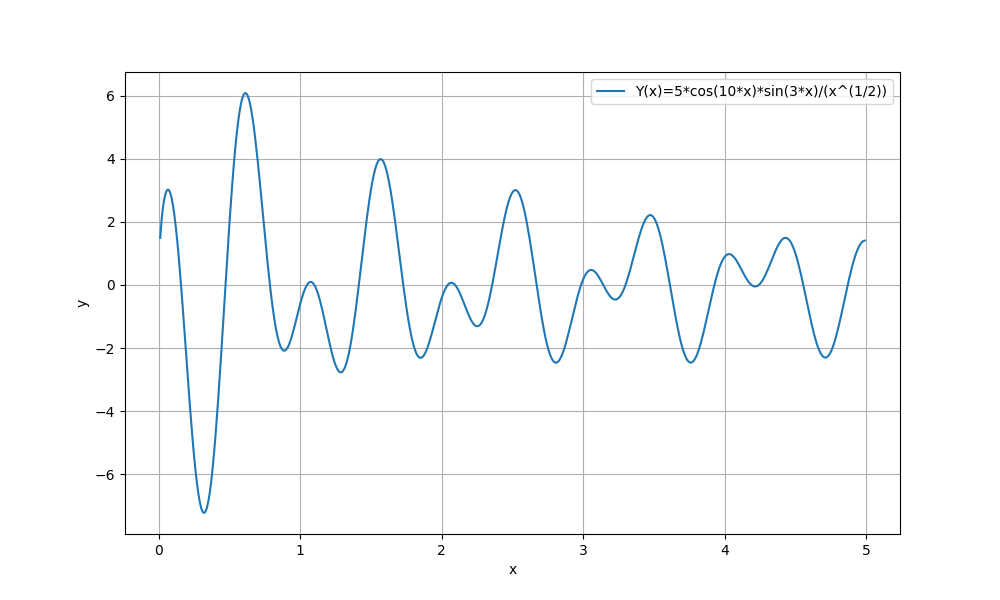 Y(x)=5*cos(10*x)*sin(3*x)/(x^(1/2))
6
4
2
0
−2
−4
−6
y
0 1 2 3 4 5
x